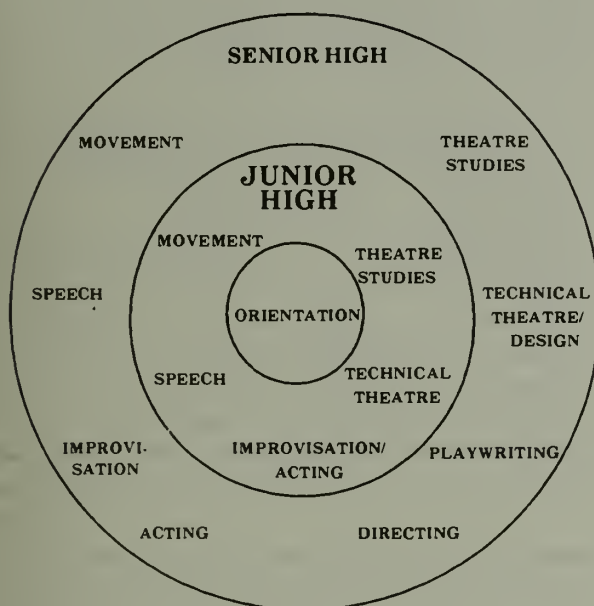 SENIOR HIGH
MOVEMENT
THEATRE
STUDIES
JUNIOR
HIGH
MOVEMENT
THEATRE
STUDIES
ORIENTATION
SPEECH
TECHNICAL
THEATRE/
DESIGN
SPEECH
TECHNICAL
THEATRE
IMPROVI-
SATION
IMPROVISATION/
ACTING
PLAYWRITING
ACTING
DIRECTING